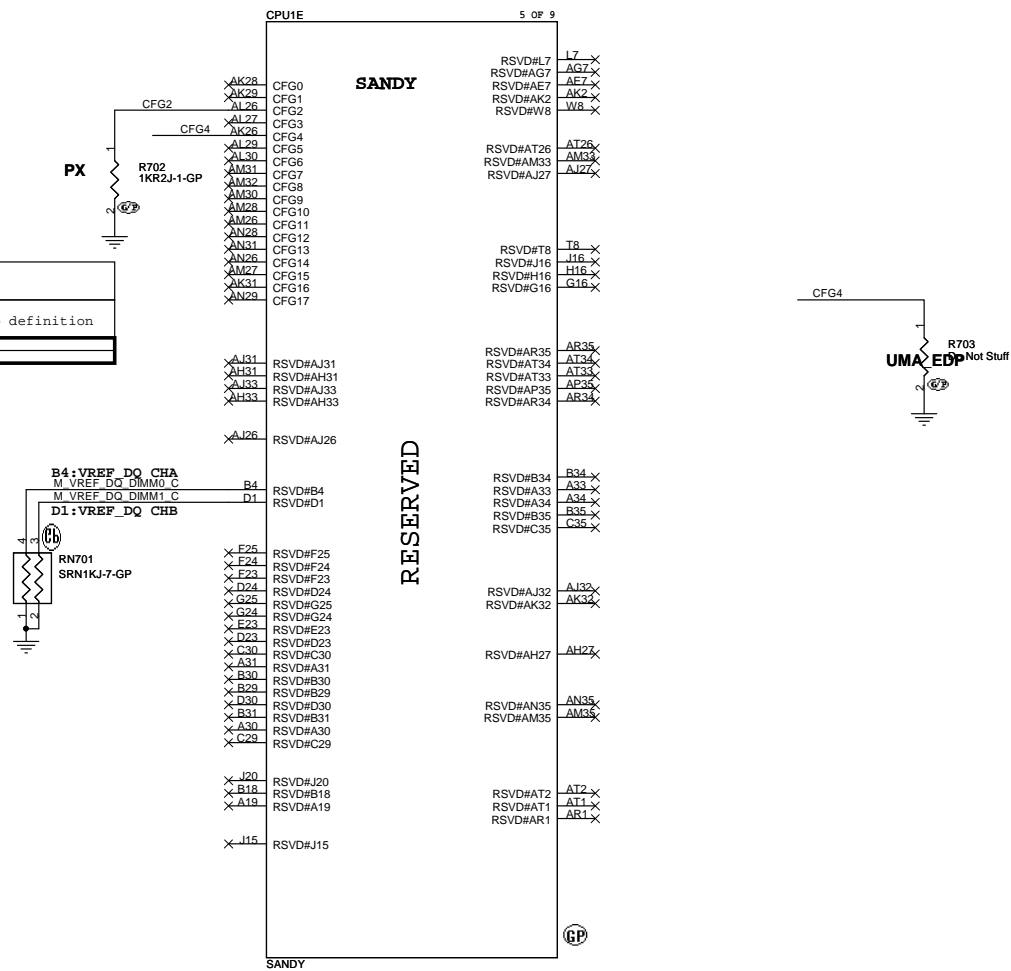 CPU1E
5 OF 9
SANDY
RESERVED
AK28 CFG0
AK29 CFG1
CFG2 AL26 CFG2
AL27 CFG3
CFG4 AK26 CFG4
AL29 CFG5
AL30 CFG6
AM31 CFG7
AM32 CFG8
AM30 CFG9
AM28 CFG10
AM26 CFG11
AN28 CFG12
AN31 CFG13
AN26 CFG14
AM27 CFG15
AK31 CFG16
AN29 CFG17
PX
1
R702
1KR2J-1-GP
2
definition
AJ31 RSVD#AJ31
AH31 RSVD#AH31
AJ33 RSVD#AJ33
AH33 RSVD#AH33
AJ26 RSVD#AJ26
B4:VREF_DQ CHA
M_VREF_DQ_DIMM0_C B4 RSVD#B4
M_VREF_DQ_DIMM1_C D1 RSVD#D1
D1:VREF_DQ CHB
4 3
RN701
SRN1KJ-7-GP
1 2
F25 RSVD#F25
F24 RSVD#F24
F23 RSVD#F23
D24 RSVD#D24
G25 RSVD#G25
G24 RSVD#G24
E23 RSVD#E23
D23 RSVD#D23
C30 RSVD#C30
A31 RSVD#A31
B30 RSVD#B30
B29 RSVD#B29
D30 RSVD#D30
B31 RSVD#B31
A30 RSVD#A30
C29 RSVD#C29
J20 RSVD#J20
B18 RSVD#B18
A19 RSVD#A19
J15 RSVD#J15
RSVD#L7 L7
RSVD#AG7 AG7
RSVD#AE7 AE7
RSVD#AK2 AK2
RSVD#W8 W8
RSVD#AT26 AT26
RSVD#AM33 AM33
RSVD#AJ27 AJ27
RSVD#T8 T8
RSVD#J16 J16
RSVD#H16 H16
RSVD#G16 G16
RSVD#AR35 AR35
RSVD#AT34 AT34
RSVD#AT33 AT33
RSVD#AP35 AP35
RSVD#AR34 AR34
RSVD#B34 B34
RSVD#A33 A33
RSVD#A34 A34
RSVD#B35 B35
RSVD#C35 C35
RSVD#AJ32 AJ32
RSVD#AK32 AK32
RSVD#AH27 AH27
RSVD#AN35 AN35
RSVD#AM35 AM35
RSVD#AT2 AT2
RSVD#AT1 AT1
RSVD#AR1 AR1
GP
SANDY
CFG4
1
R703
Do Not Stuff
UMA_EDP
2